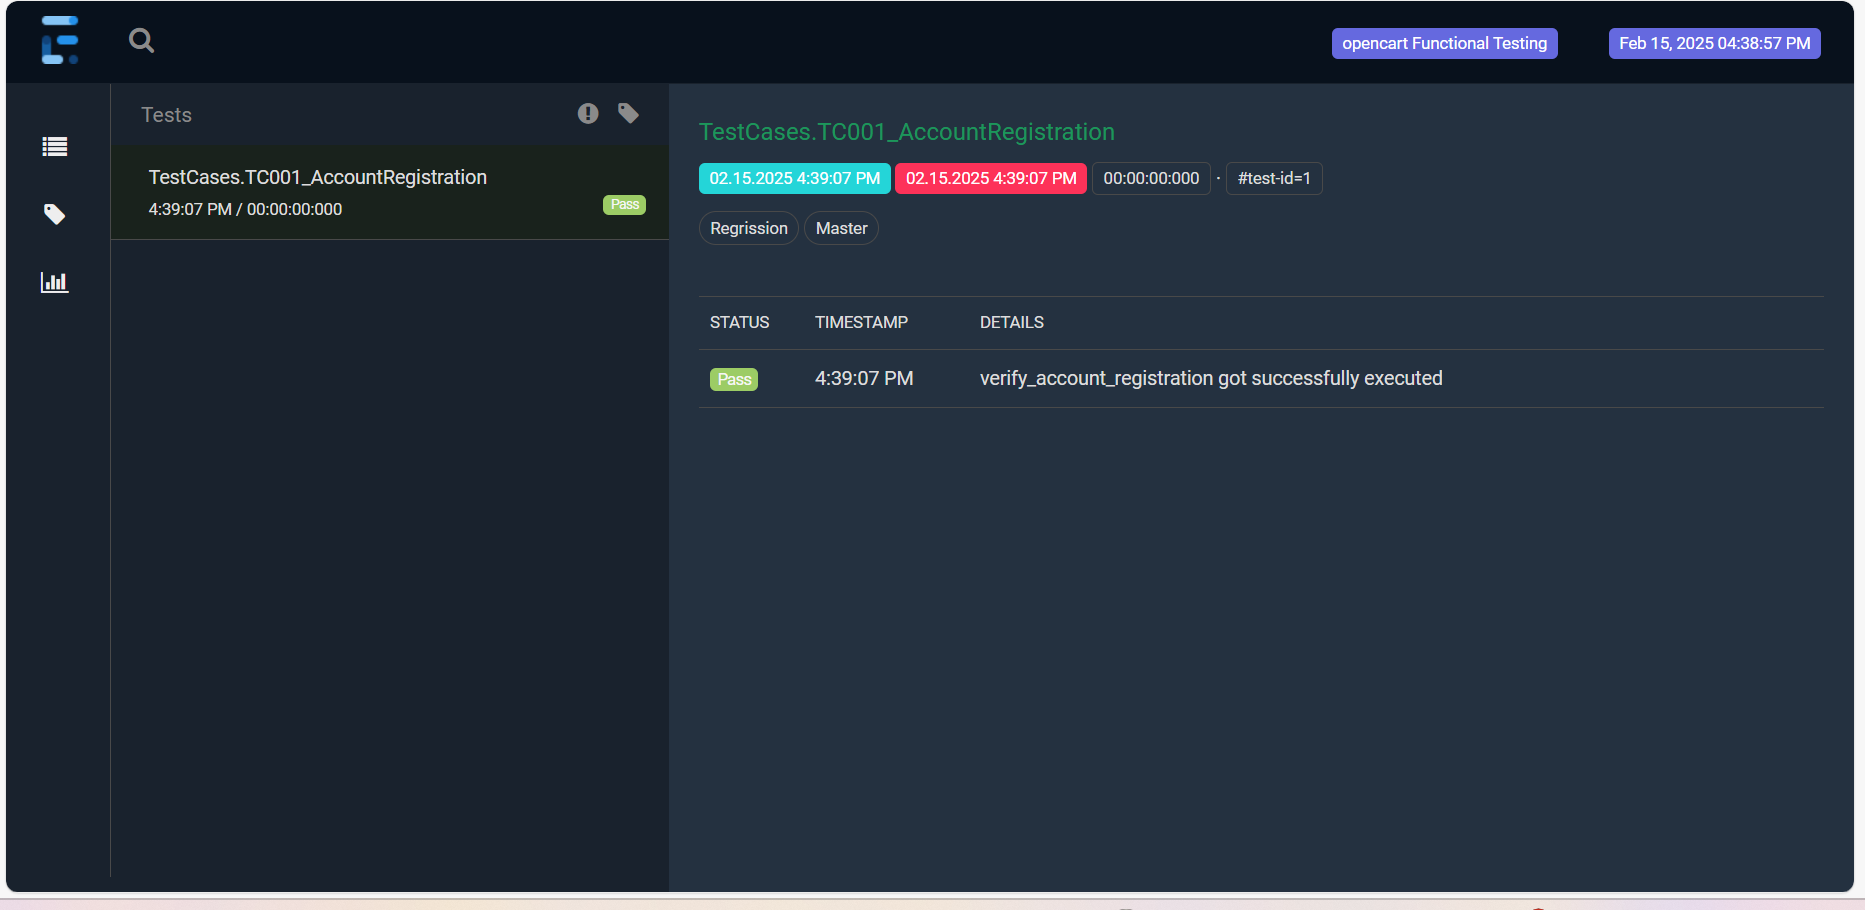 opencart Functional Testing
Feb 15, 2025 04:38:57 PM
Tests
TestCases.TC001_AccountRegistration
4:39:07 PM / 00:00:00:000
Pass
TestCases.TC001_AccountRegistration
02.15.2025 4:39:07 PM 02.15.2025 4:39:07 PM 00:00:00:000 · #test-id=1
Regrission Master
STATUS TIMESTAMP DETAILS
Pass 4:39:07 PM verify_account_registration got successfully executed